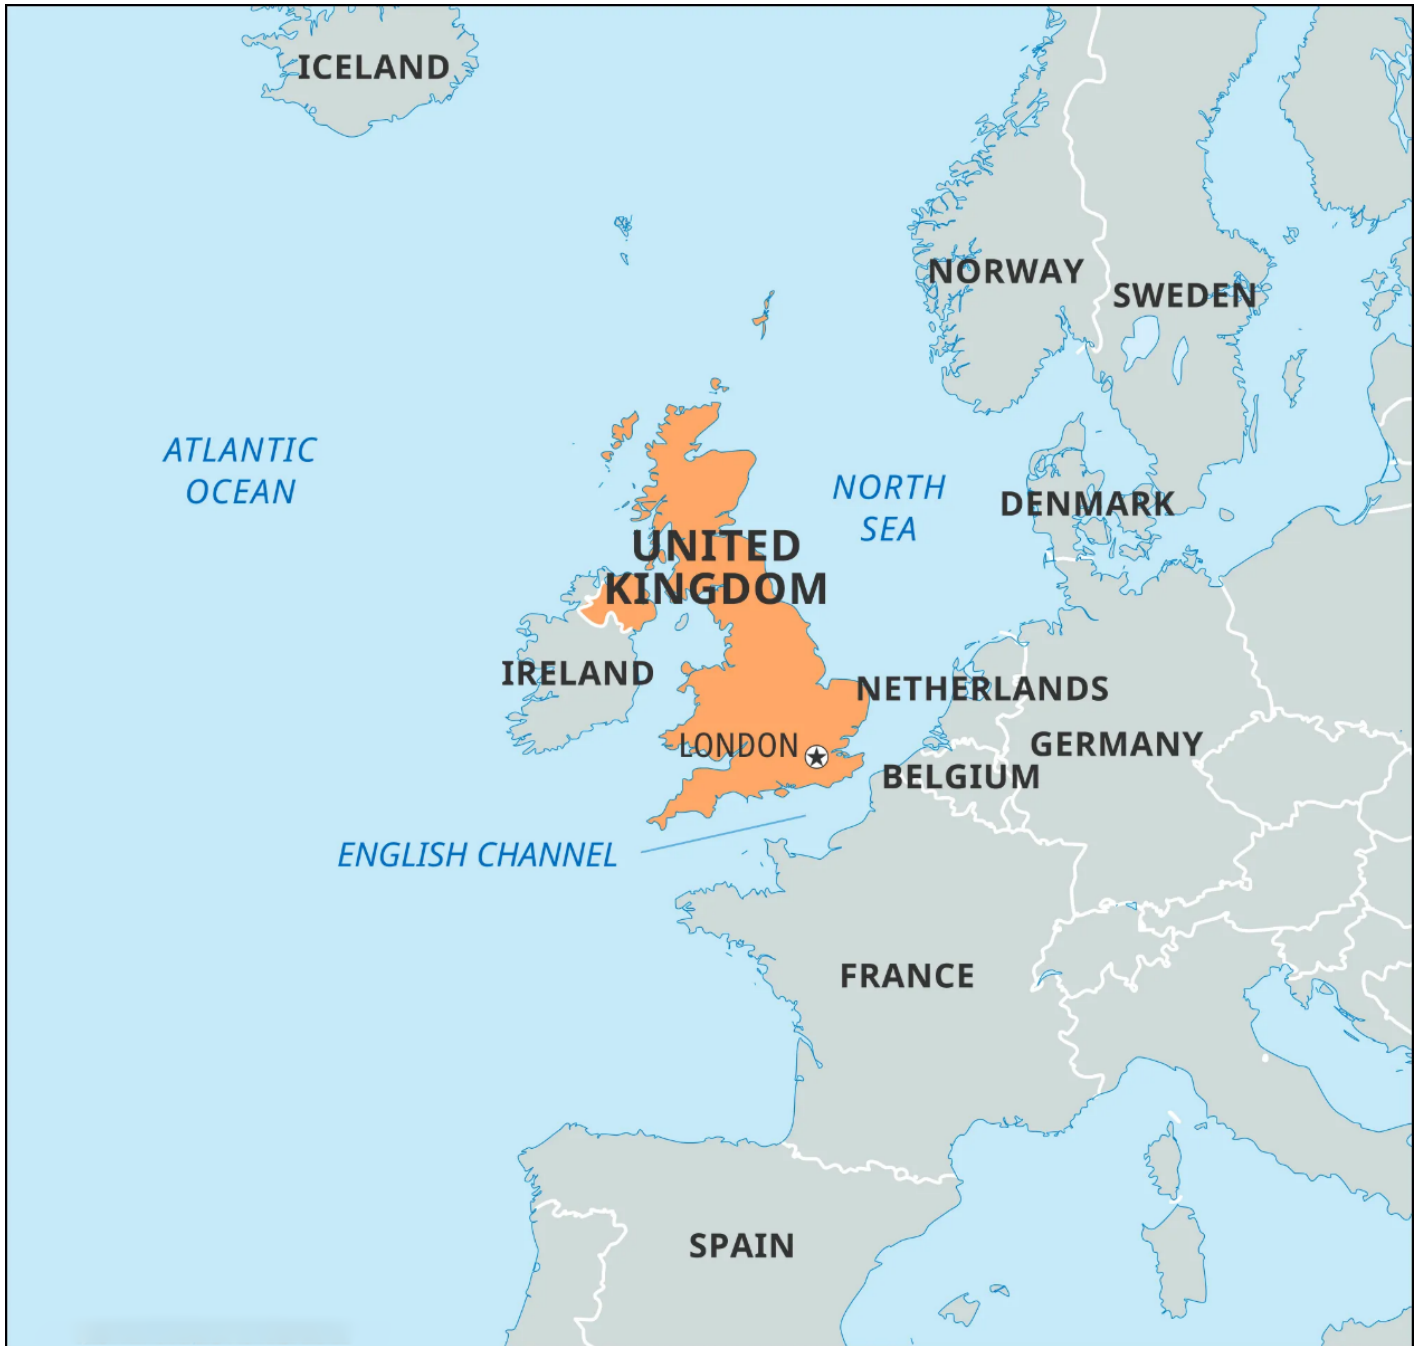 ICELAND
NORWAY
SWEDEN
ATLANTIC
OCEAN
NORTH
SEA
DENMARK
UNITED
KINGDOM
IRELAND
NETHERLANDS
LONDON
GERMANY
BELGIUM
ENGLISH CHANNEL
FRANCE
SPAIN